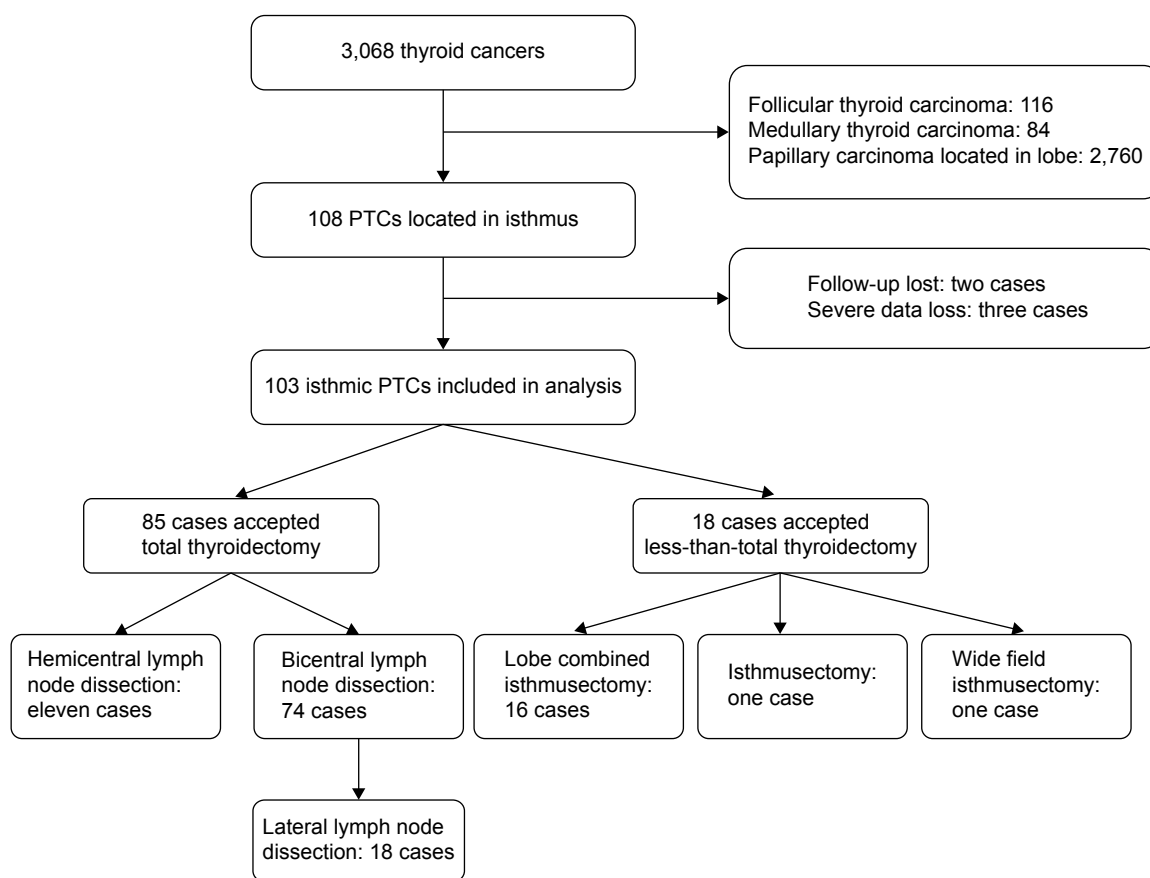 3,068 thyroid cancers
Follicular thyroid carcinoma: 116
Medullary thyroid carcinoma: 84
Papillary carcinoma located in lobe: 2,760
108 PTCs located in isthmus
Follow-up lost: two cases
Severe data loss: three cases
103 isthmic PTCs included in analysis
85 cases accepted
total thyroidectomy
18 cases accepted
less-than-total thyroidectomy
Hemicentral lymph
node dissection:
eleven cases
Bicentral lymph
node dissection:
74 cases
Lobe combined
isthmusectomy:
16 cases
Isthmusectomy:
one case
Wide field
isthmusectomy:
one case
Lateral lymph node
dissection: 18 cases